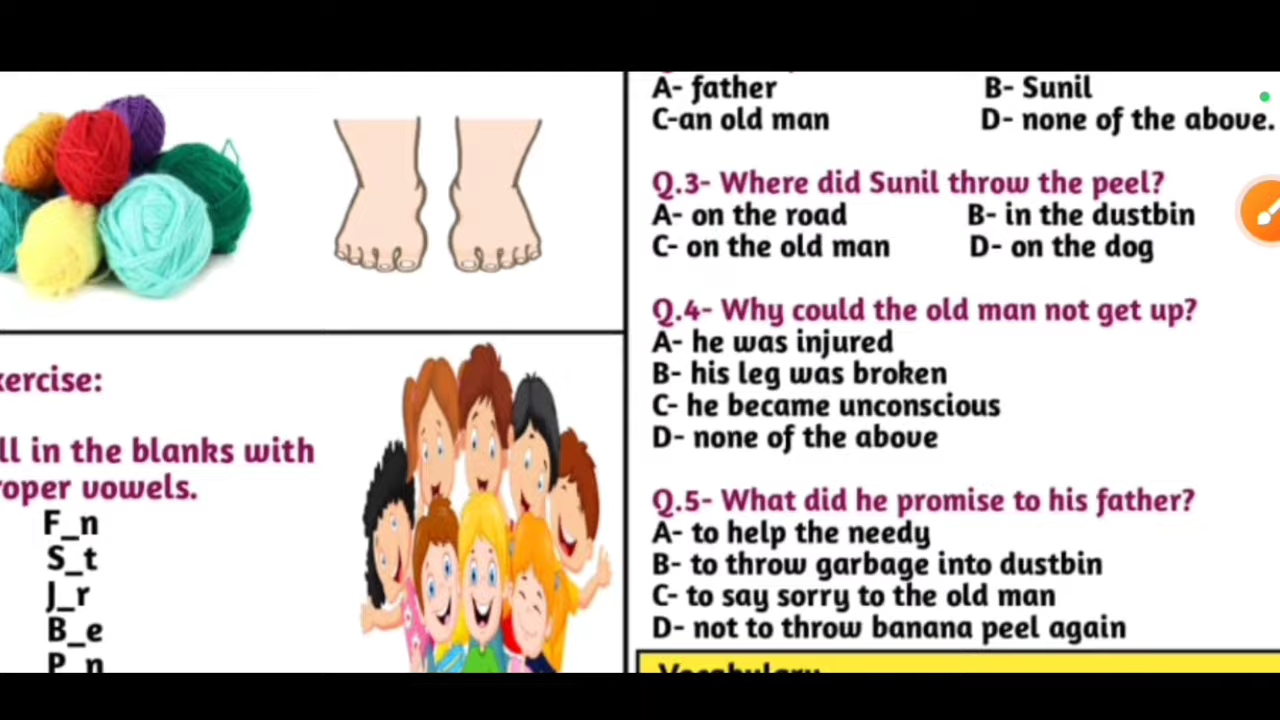 xercise:
ll in the blanks with
roper vowels.
F_n
S_t
J_r
B_e
P_n
A- father B- Sunil
C-an old man D- none of the above.
Q.3- Where did Sunil throw the peel?
A- on the road B- in the dustbin
C- on the old man D- on the dog
Q.4- Why could the old man not get up?
A- he was injured
B- his leg was broken
C- he became unconscious
D- none of the above
Q.5- What did he promise to his father?
A- to help the needy
B- to throw garbage into dustbin
C- to say sorry to the old man
D- not to throw banana peel again
Vocabulary